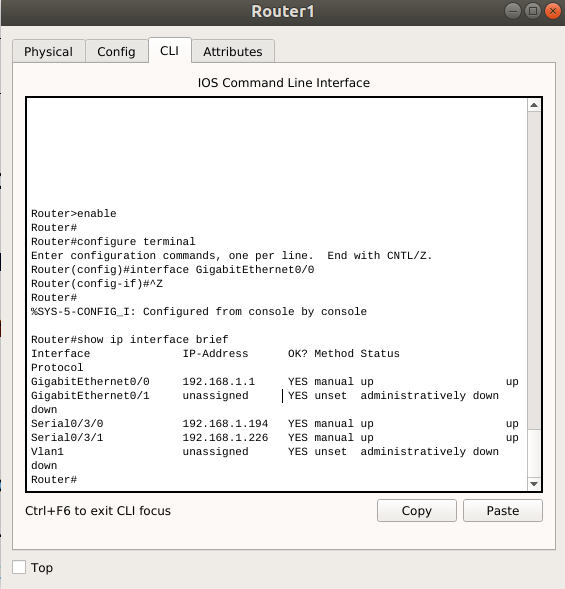 Router1
Physical Config CLI Attributes
IOS Command Line Interface
Router>enable
Router#
Router#configure terminal
Enter configuration commands, one per line.  End with CNTL/Z.
Router(config)#interface GigabitEthernet0/0
Router(config-if)#^Z
Router#
%SYS-5-CONFIG_I: Configured from console by console
Router#show ip interface brief
Interface              IP-Address      OK? Method Status
Protocol
GigabitEthernet0/0     192.168.1.1     YES manual up                    up
GigabitEthernet0/1     unassigned      YES unset  administratively down
down
Serial0/3/0            192.168.1.194   YES manual up                    up
Serial0/3/1            192.168.1.226   YES manual up                    up
Vlan1                  unassigned      YES unset  administratively down
down
Router#
Ctrl+F6 to exit CLI focus Copy Paste
Top